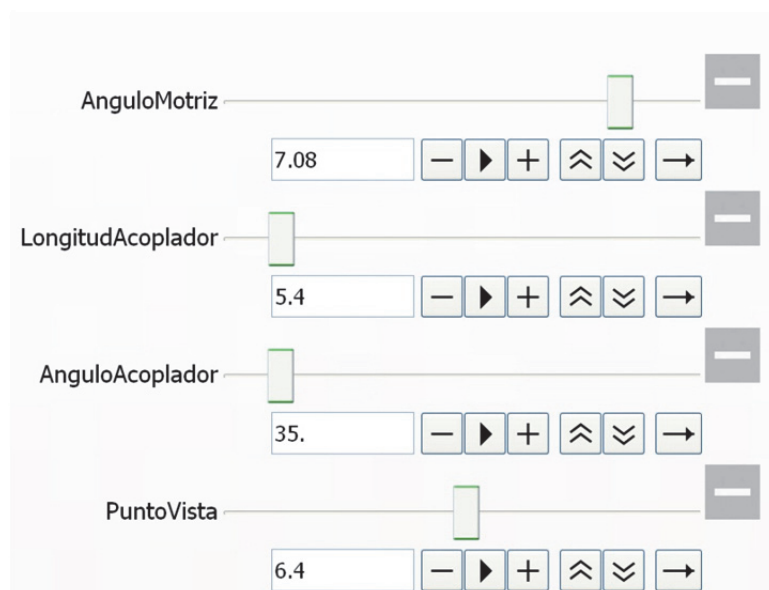 AnguloMotriz
7.08
LongitudAcoplador
5.4
AnguloAcoplador
35.
PuntoVista
6.4